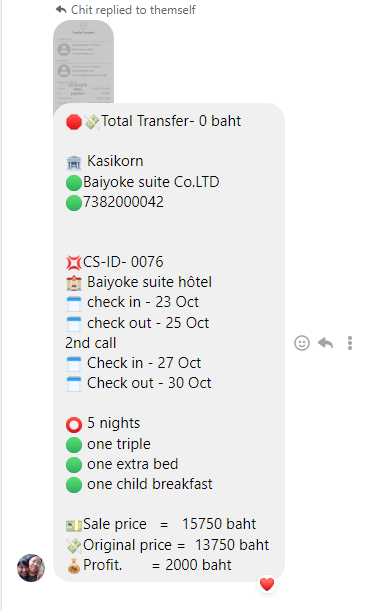 Chit replied to themself
🛑💸Total Transfer- 0 baht
🏦 Kasikorn
🟢Baiyoke suite Co.LTD
🟢7382000042
💢CS-ID- 0076
🏩 Baiyoke suite hôtel
🗓️ check in - 23 Oct
🗓️ check out - 25 Oct
2nd call
🗓️ Check in - 27 Oct
🗓️ Check out - 30 Oct
⭕ 5 nights
🟢 one triple
🟢 one extra bed
🟢 one child breakfast
💵Sale price = 15750 baht
💸Original price = 13750 baht
💰Profit. = 2000 baht